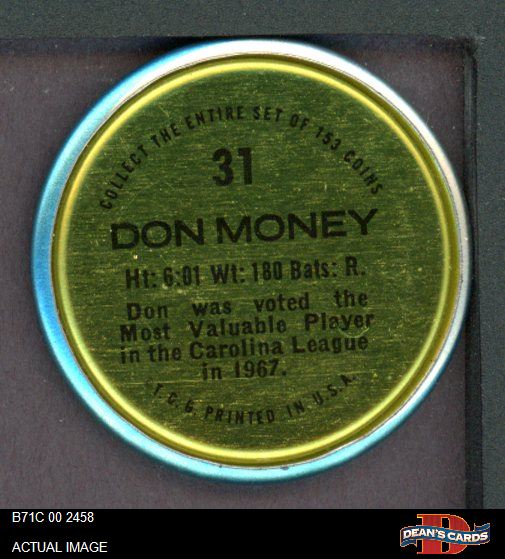 COLLECT THE ENTIRE SET OF 153 COINS
31
DON MONEY
Ht: 6:01 Wt: 180 Bats: R.
Don was voted the
Most Valuable Player
in the Carolina League
in 1967.
©T.C.G. PRINTED IN U.S.A.
B71C 00 2458
ACTUAL IMAGE
D
DEAN'S CARDS